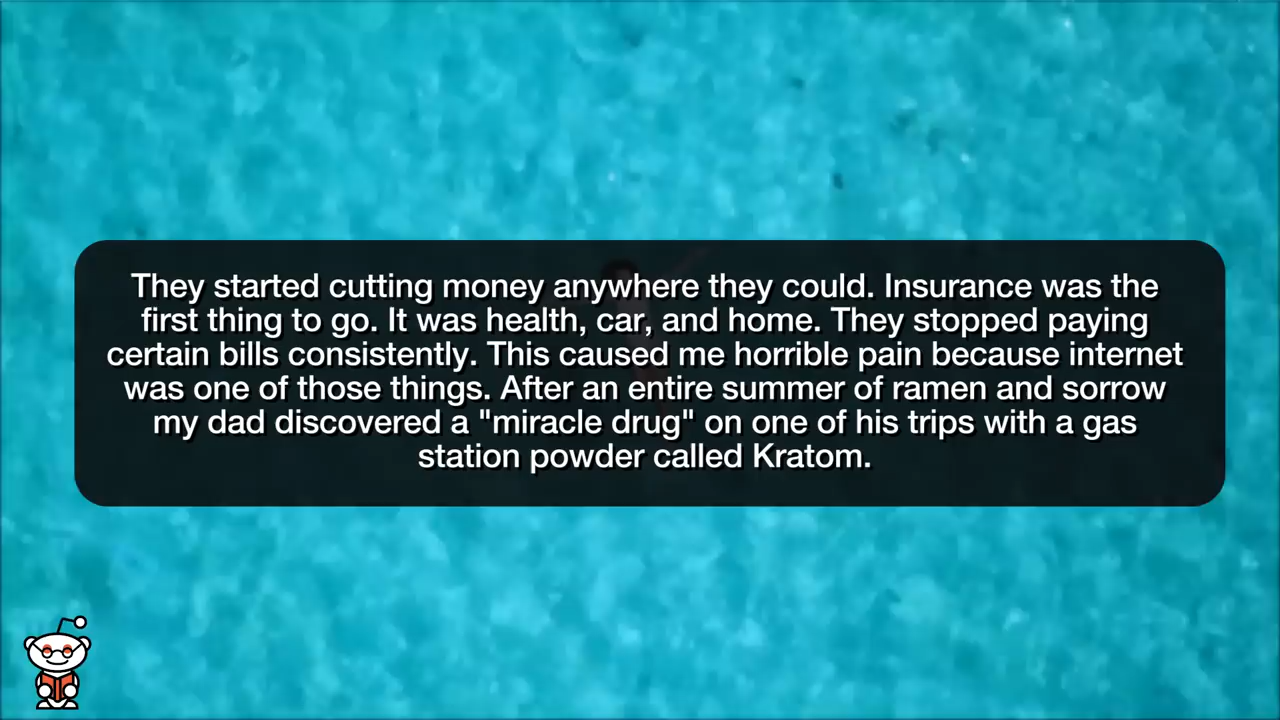 They started cutting money anywhere they could. Insurance was the
first thing to go. It was health, car, and home. They stopped paying
certain bills consistently. This caused me horrible pain because internet
was one of those things. After an entire summer of ramen and sorrow
my dad discovered a "miracle drug" on one of his trips with a gas
station powder called Kratom.